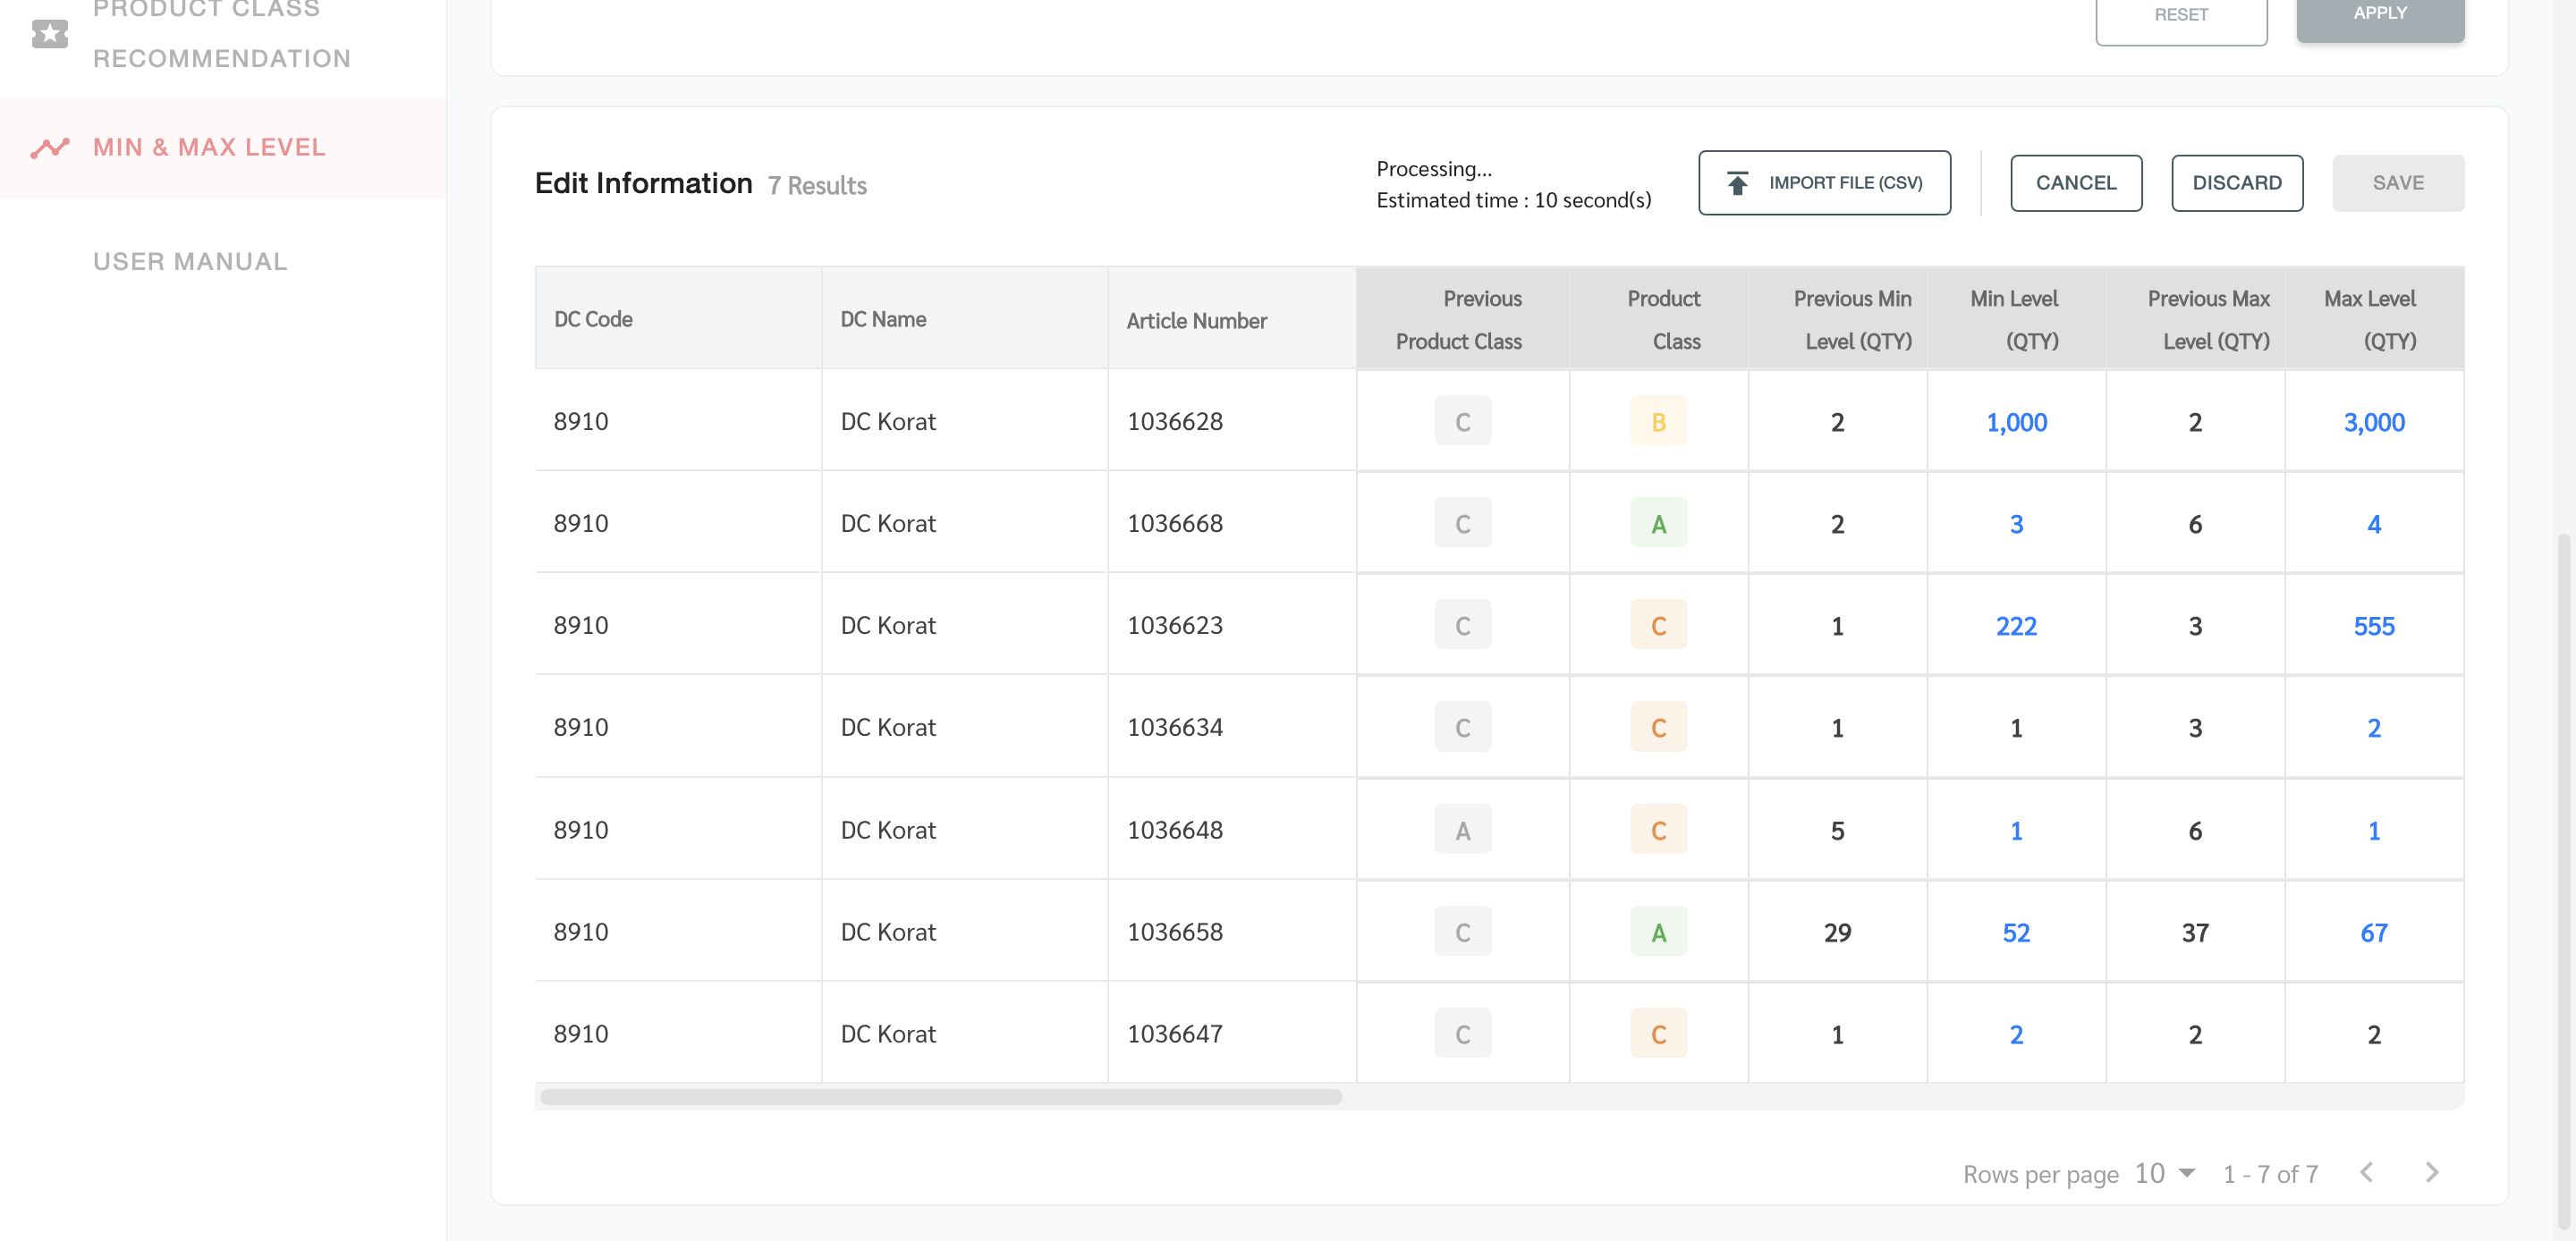 PRODUCT CLASS
RECOMMENDATION
MIN & MAX LEVEL
USER MANUAL
RESET
APPLY
Edit Information 7 Results
Processing...
Estimated time : 10 second(s)
IMPORT FILE (CSV)
CANCEL
DISCARD
SAVE
DC Code
DC Name
Article Number
Previous
Product Class
Product
Class
Previous Min
Level (QTY)
Min Level
(QTY)
Previous Max
Level (QTY)
Max Level
(QTY)
8910 DC Korat 1036628 C B 2 1,000 2 3,000
8910 DC Korat 1036668 C A 2 3 6 4
8910 DC Korat 1036623 C C 1 222 3 555
8910 DC Korat 1036634 C C 1 1 3 2
8910 DC Korat 1036648 A C 5 1 6 1
8910 DC Korat 1036658 C A 29 52 37 67
8910 DC Korat 1036647 C C 1 2 2 2
Rows per page 10 1 - 7 of 7